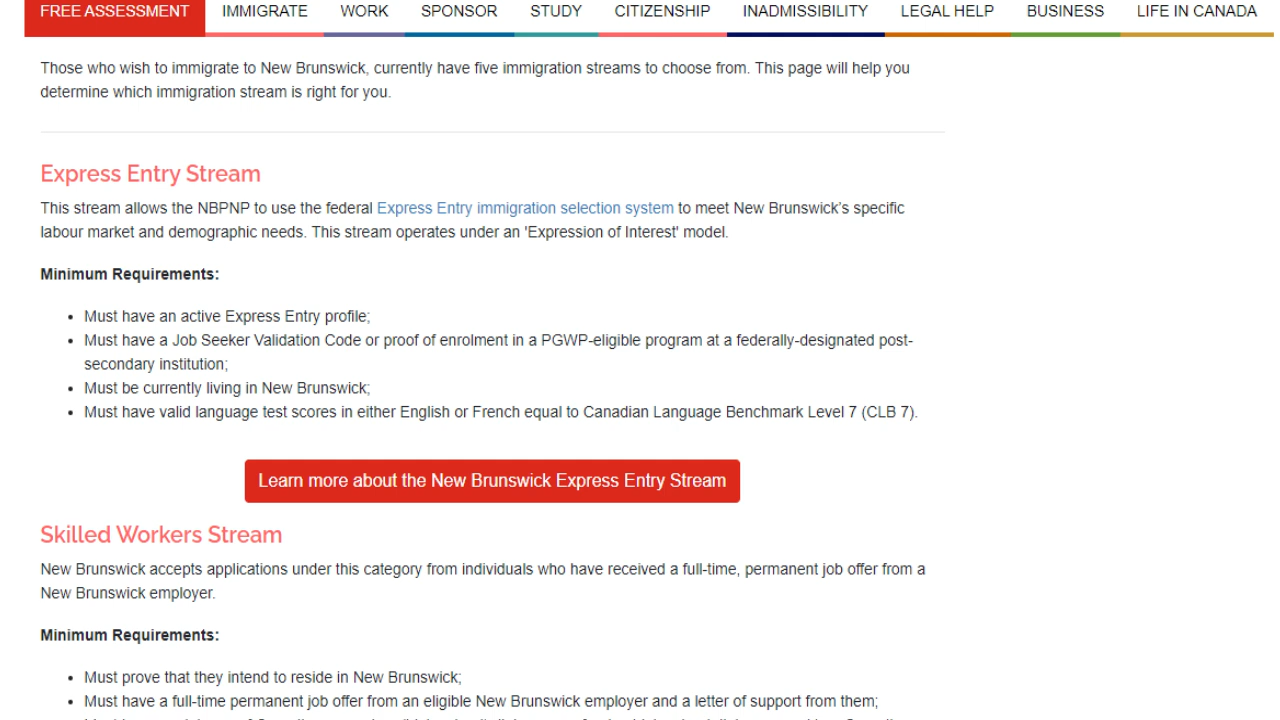 FREE ASSESSMENT IMMIGRATE WORK SPONSOR STUDY CITIZENSHIP INADMISSIBILITY LEGAL HELP BUSINESS LIFE IN CANADA
Those who wish to immigrate to New Brunswick, currently have five immigration streams to choose from. This page will help you
determine which immigration stream is right for you.
Express Entry Stream
This stream allows the NBPNP to use the federal Express Entry immigration selection system to meet New Brunswick's specific
labour market and demographic needs. This stream operates under an 'Expression of Interest' model.
Minimum Requirements:
• Must have an active Express Entry profile;
• Must have a Job Seeker Validation Code or proof of enrolment in a PGWP-eligible program at a federally-designated post-
secondary institution;
• Must be currently living in New Brunswick;
• Must have valid language test scores in either English or French equal to Canadian Language Benchmark Level 7 (CLB 7).
Learn more about the New Brunswick Express Entry Stream
Skilled Workers Stream
New Brunswick accepts applications under this category from individuals who have received a full-time, permanent job offer from a
New Brunswick employer.
Minimum Requirements:
• Must prove that they intend to reside in New Brunswick;
• Must have a full-time permanent job offer from an eligible New Brunswick employer and a letter of support from them;